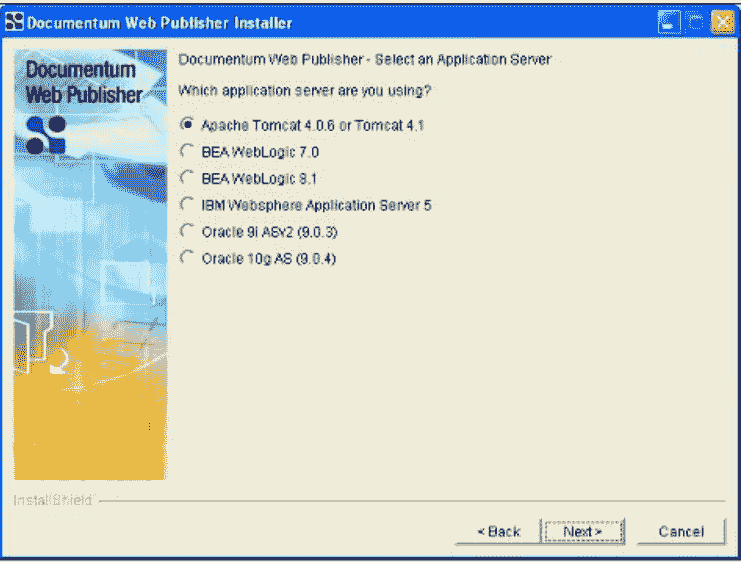 Documentum Web Publisher Installer
Documentum
Web Publisher
Documentum Web Publisher - Select an Application Server
Which application server are you using?
Apache Tomcat 4.0.6 or Tomcat 4.1
BEA WebLogic 7.0
BEA WebLogic 8.1
IBM Websphere Application Server 5
Oracle 9i ASv2 (9.0.3)
Oracle 10g AS (9.0.4)
InstallShield
< Back
Next >
Cancel